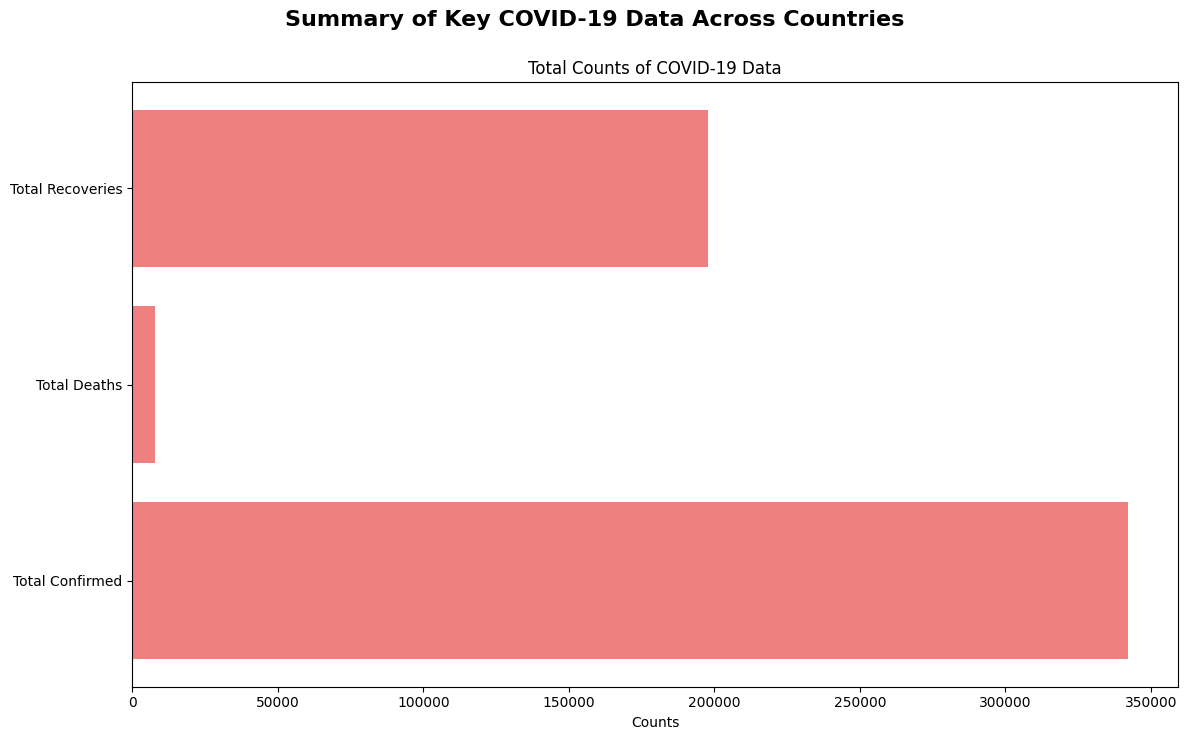 Summary of Key COVID-19 Data Across Countries
Total Counts of COVID-19 Data
Total Recoveries
Total Deaths
Total Confirmed
0 50000 100000 150000 200000 250000 300000 350000
Counts